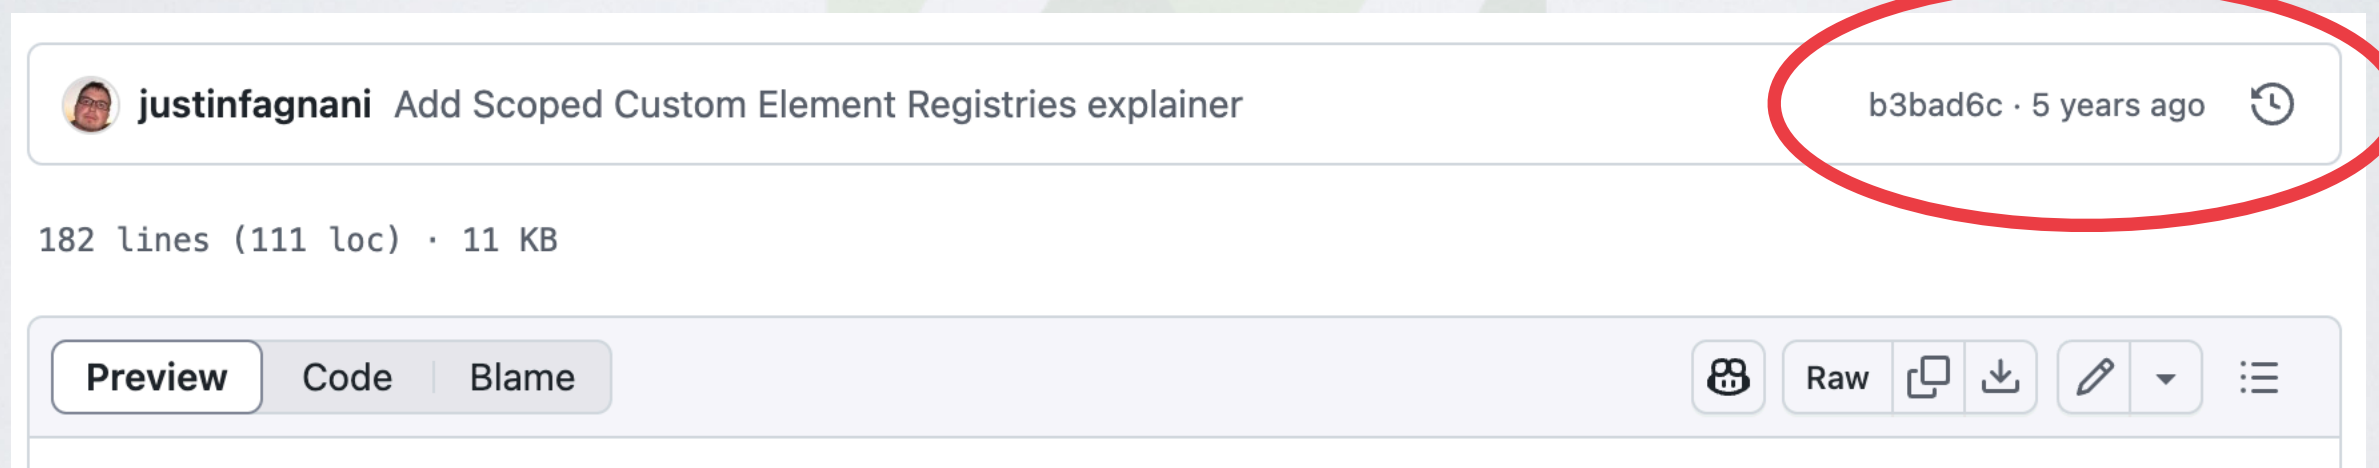 justinfagnani Add Scoped Custom Element Registries explainer b3bad6c · 5 years ago
182 lines (111 loc) · 11 KB
Preview Code Blame Raw